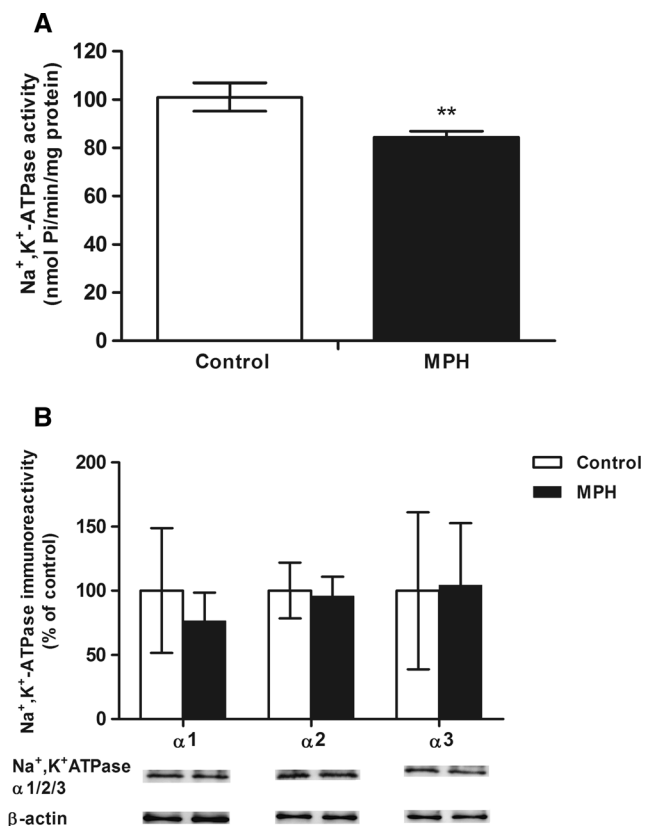 A
Na⁺,K⁺-ATPase activity
(nmol Pi/min/mg protein)
120
100
80
60
40
20
0
**
Control
MPH
B
Na⁺,K⁺-ATPase immunoreactivity
(% of control)
200
150
100
50
0
α1
α2
α3
Control
MPH
Na⁺,K⁺ATPase
α1/2/3
β-actin